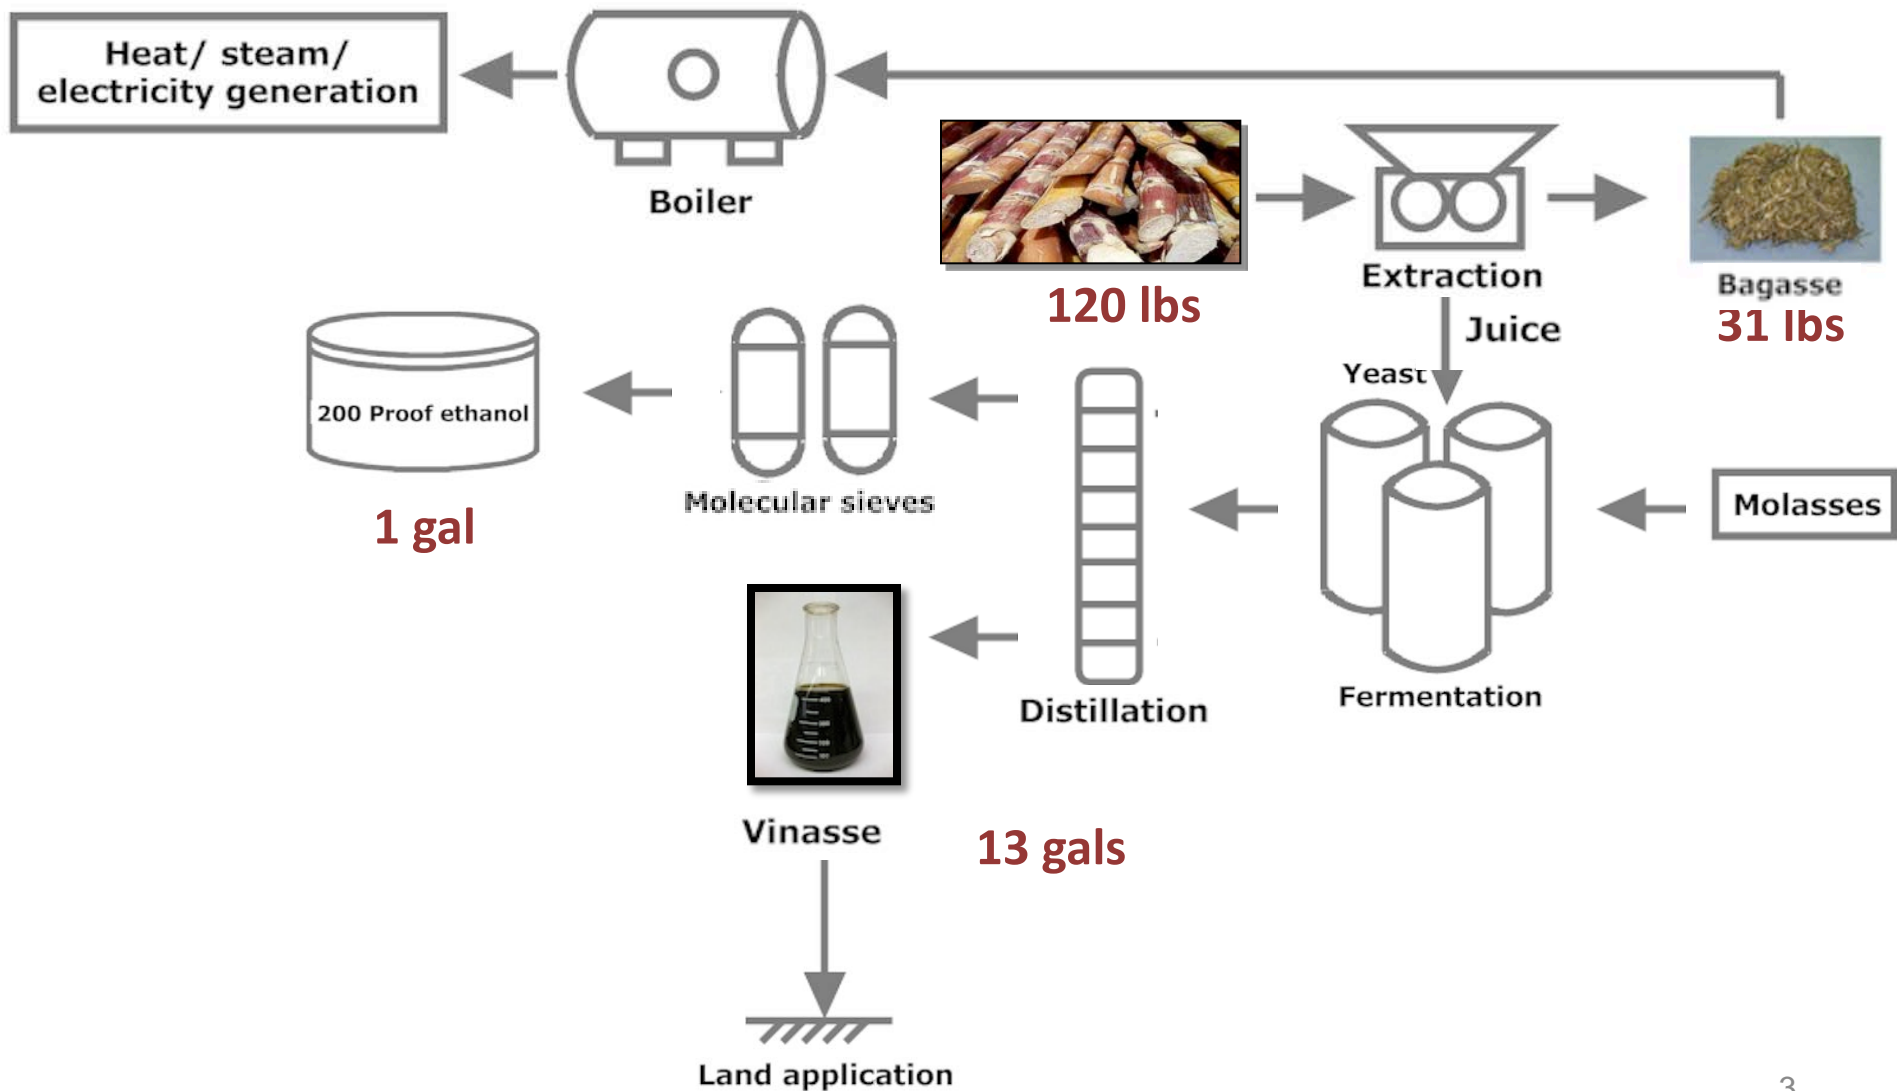 Heat/ steam/
electricity generation
Boiler
120 lbs
Extraction
Bagasse
31 lbs
Juice
Yeast
200 Proof ethanol
1 gal
Molecular sieves
Molasses
Fermentation
Distillation
Vinasse
13 gals
Land application
3